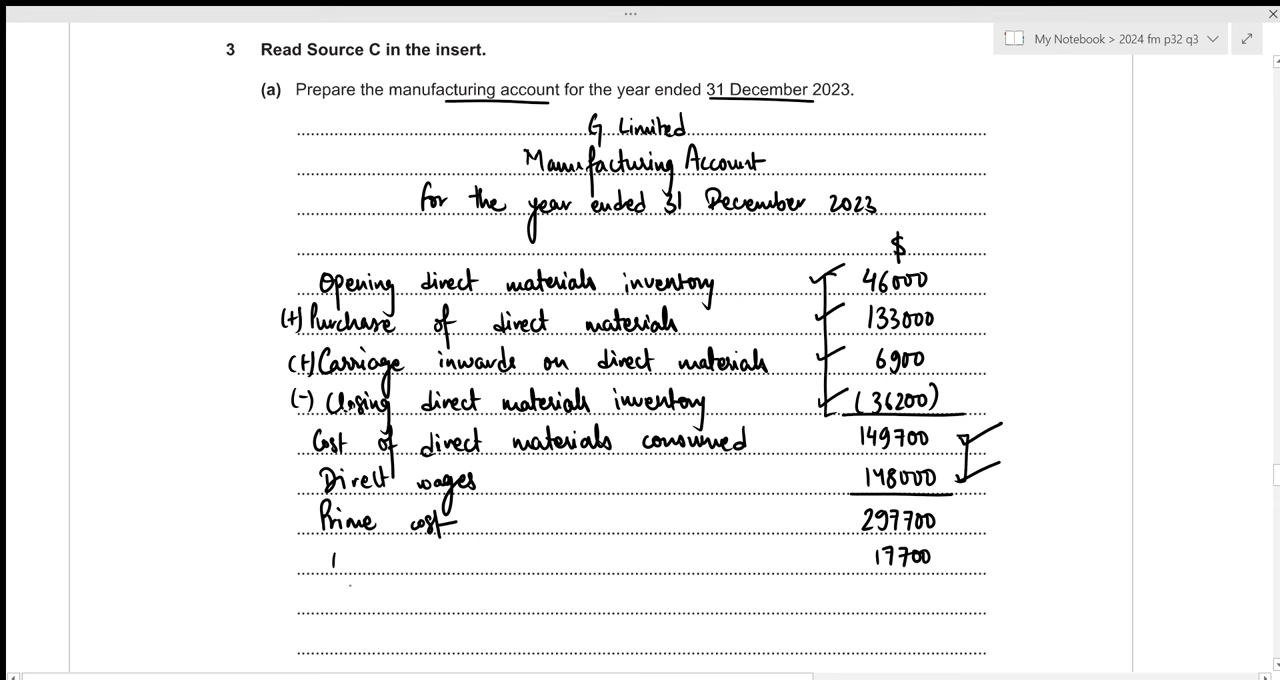 My Notebook > 2024 fm p32 q3
3 Read Source C in the insert.
(a) Prepare the manufacturing account for the year ended 31 December 2023.
G Limited
Manufacturing Account
for the year ended 31 December 2023
$
Opening direct materials inventory 46000
(+) Purchase of direct materials 133000
(+) Carriage inwards on direct materials 6900
(-) Closing direct materials inventory (36200)
Cost of direct materials consumed 149700
Direct wages 148000
Prime cost 297700
17700